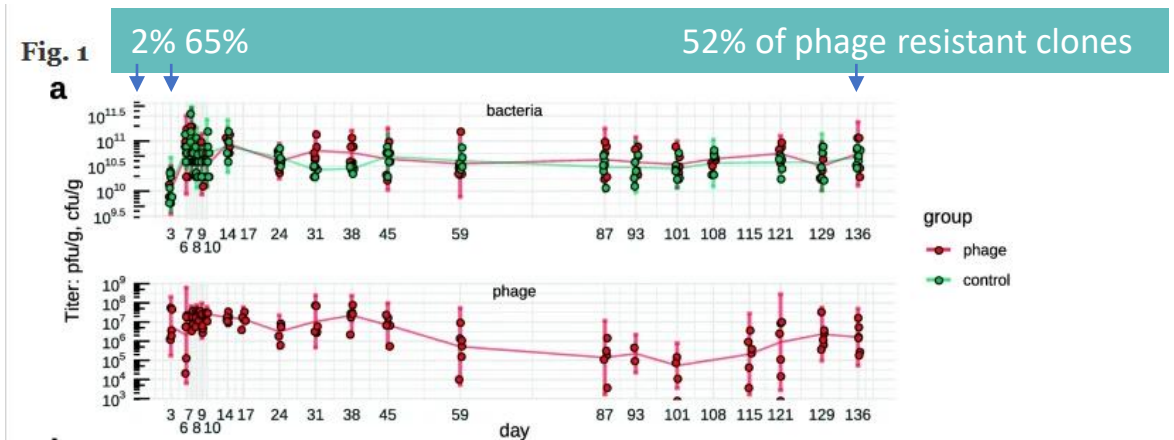 Fig. 1
2% 65%
52% of phage resistant clones
a
bacteria
10^11.5
10^11
10^10.5
10^10
10^9.5
3 7 9 14 17 24 31 38 45 59 87 93 101 108 115 121 129 136
6 8 10
Titer: pfu/g, cfu/g
group
phage
control
phage
10^9
10^8
10^7
10^6
10^5
10^4
10^3
3 7 9 14 17 24 31 38 45 59 87 93 101 108 115 121 129 136
6 8 10
day